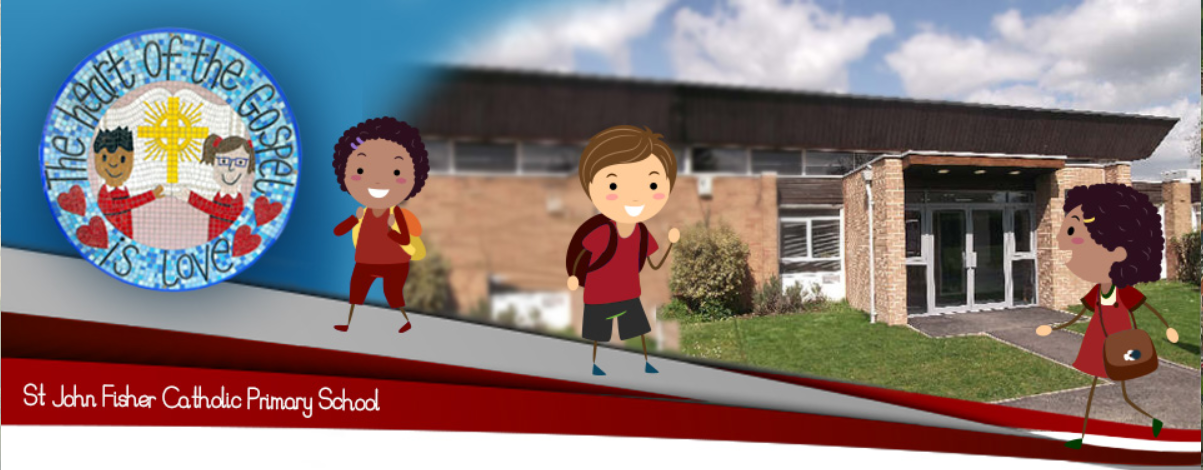 The heart of the Gospel
is Love
St John Fisher Catholic Primary School